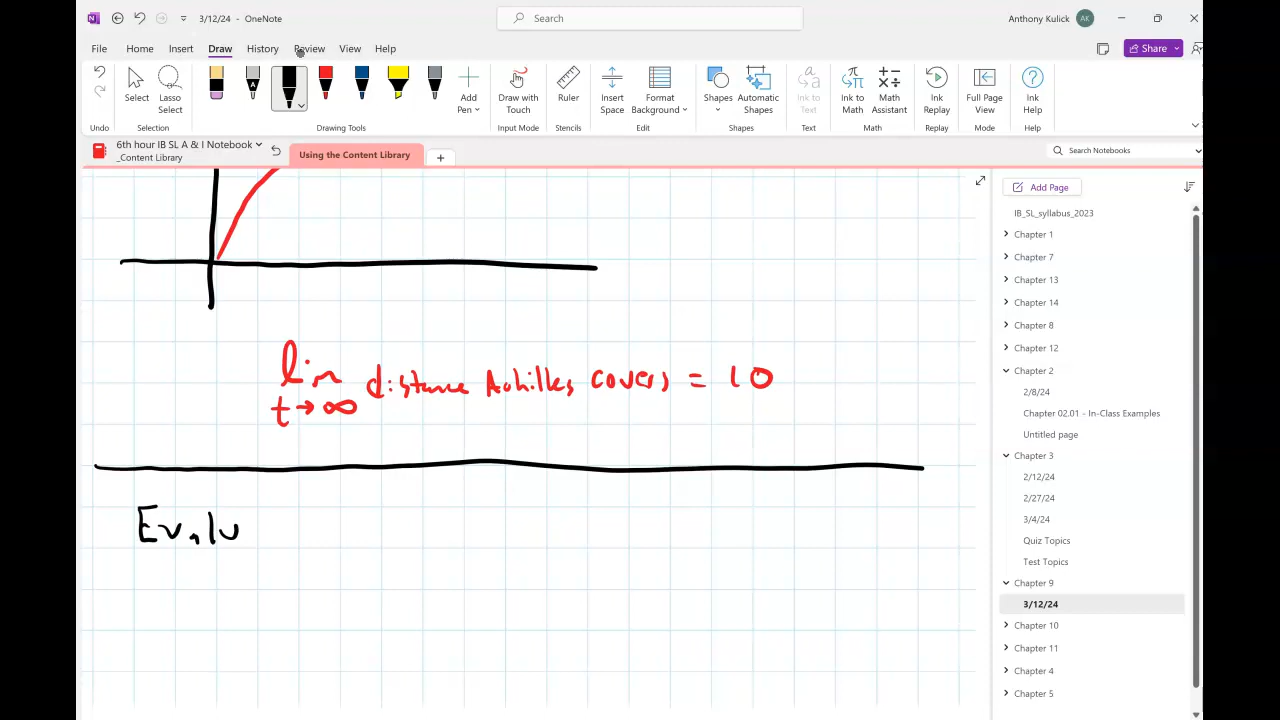 3/12/24 - OneNote
Search
Anthony Kulick
AK
File Home Insert Draw History Review View Help
Share
Undo
Select
Lasso Select
Selection
Drawing Tools
Add Pen
Draw with Touch
Input Mode
Ruler
Stencils
Insert Space
Format Background
Edit
Shapes
Automatic Shapes
Shapes
Ink to Text
Text
Ink to Math
Math Assistant
Math
Ink Replay
Replay
Full Page View
Mode
Ink Help
Help
6th hour IB SL A & I Notebook
_Content Library
Using the Content Library
Search Notebooks
Add Page
IB_SL_syllabus_2023
Chapter 1
Chapter 7
Chapter 13
Chapter 14
Chapter 8
Chapter 12
Chapter 2
2/8/24
Chapter 02.01 - In-Class Examples
Untitled page
Chapter 3
2/12/24
2/27/24
3/4/24
Quiz Topics
Test Topics
Chapter 9
3/12/24
Chapter 10
Chapter 11
Chapter 4
Chapter 5
lim distance Achilles covers = 10
t → ∞
Evalu